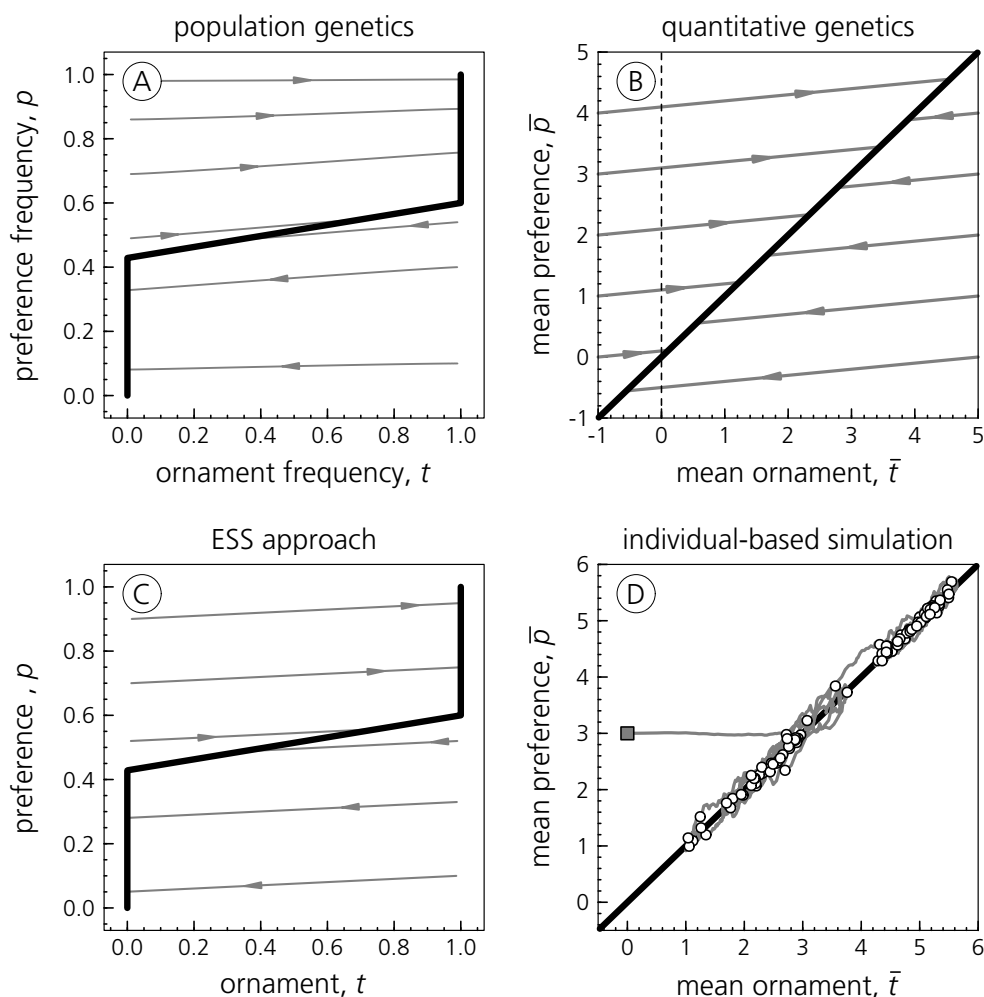 population genetics
A
preference frequency, p
1.0
0.8
0.6
0.4
0.2
0.0
0.0 0.2 0.4 0.6 0.8 1.0
ornament frequency, t
quantitative genetics
B
mean preference, p̅
5
4
3
2
1
0
-1
-1 0 1 2 3 4 5
mean ornament, t̅
ESS approach
C
preference , p
1.0
0.8
0.6
0.4
0.2
0.0
0.0 0.2 0.4 0.6 0.8 1.0
ornament, t
individual-based simulation
D
mean preference, p̅
6
5
4
3
2
1
0
0 1 2 3 4 5 6
mean ornament, t̅